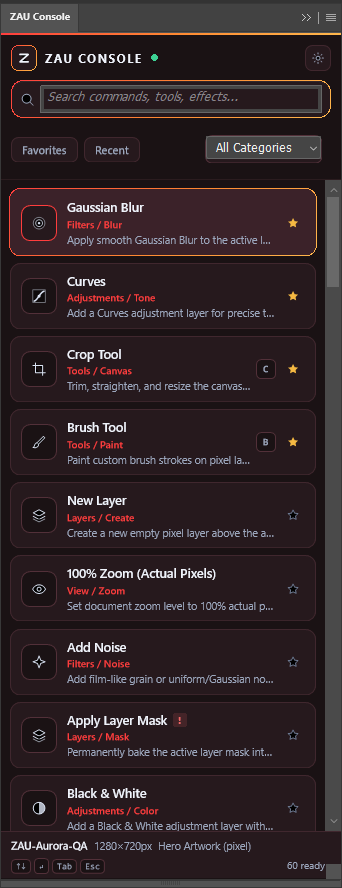 ZAU Console
Z ZAU CONSOLE
Search commands, tools, effects...
Favorites Recent All Categories
Gaussian Blur
Filters / Blur
Apply smooth Gaussian Blur to the active l...
Curves
Adjustments / Tone
Add a Curves adjustment layer for precise t...
Crop Tool
Tools / Canvas
Trim, straighten, and resize the canvas...
C
Brush Tool
Tools / Paint
Paint custom brush strokes on pixel la...
B
New Layer
Layers / Create
Create a new empty pixel layer above the a...
100% Zoom (Actual Pixels)
View / Zoom
Set document zoom level to 100% actual p...
Add Noise
Filters / Noise
Add film-like grain or uniform/Gaussian no...
Apply Layer Mask !
Layers / Mask
Permanently bake the active layer mask int...
Black & White
Adjustments / Color
Add a Black & White adjustment layer with...
ZAU-Aurora-QA 1280×720px Hero Artwork (pixel)
↑↓ ↵ Tab Esc 60 ready